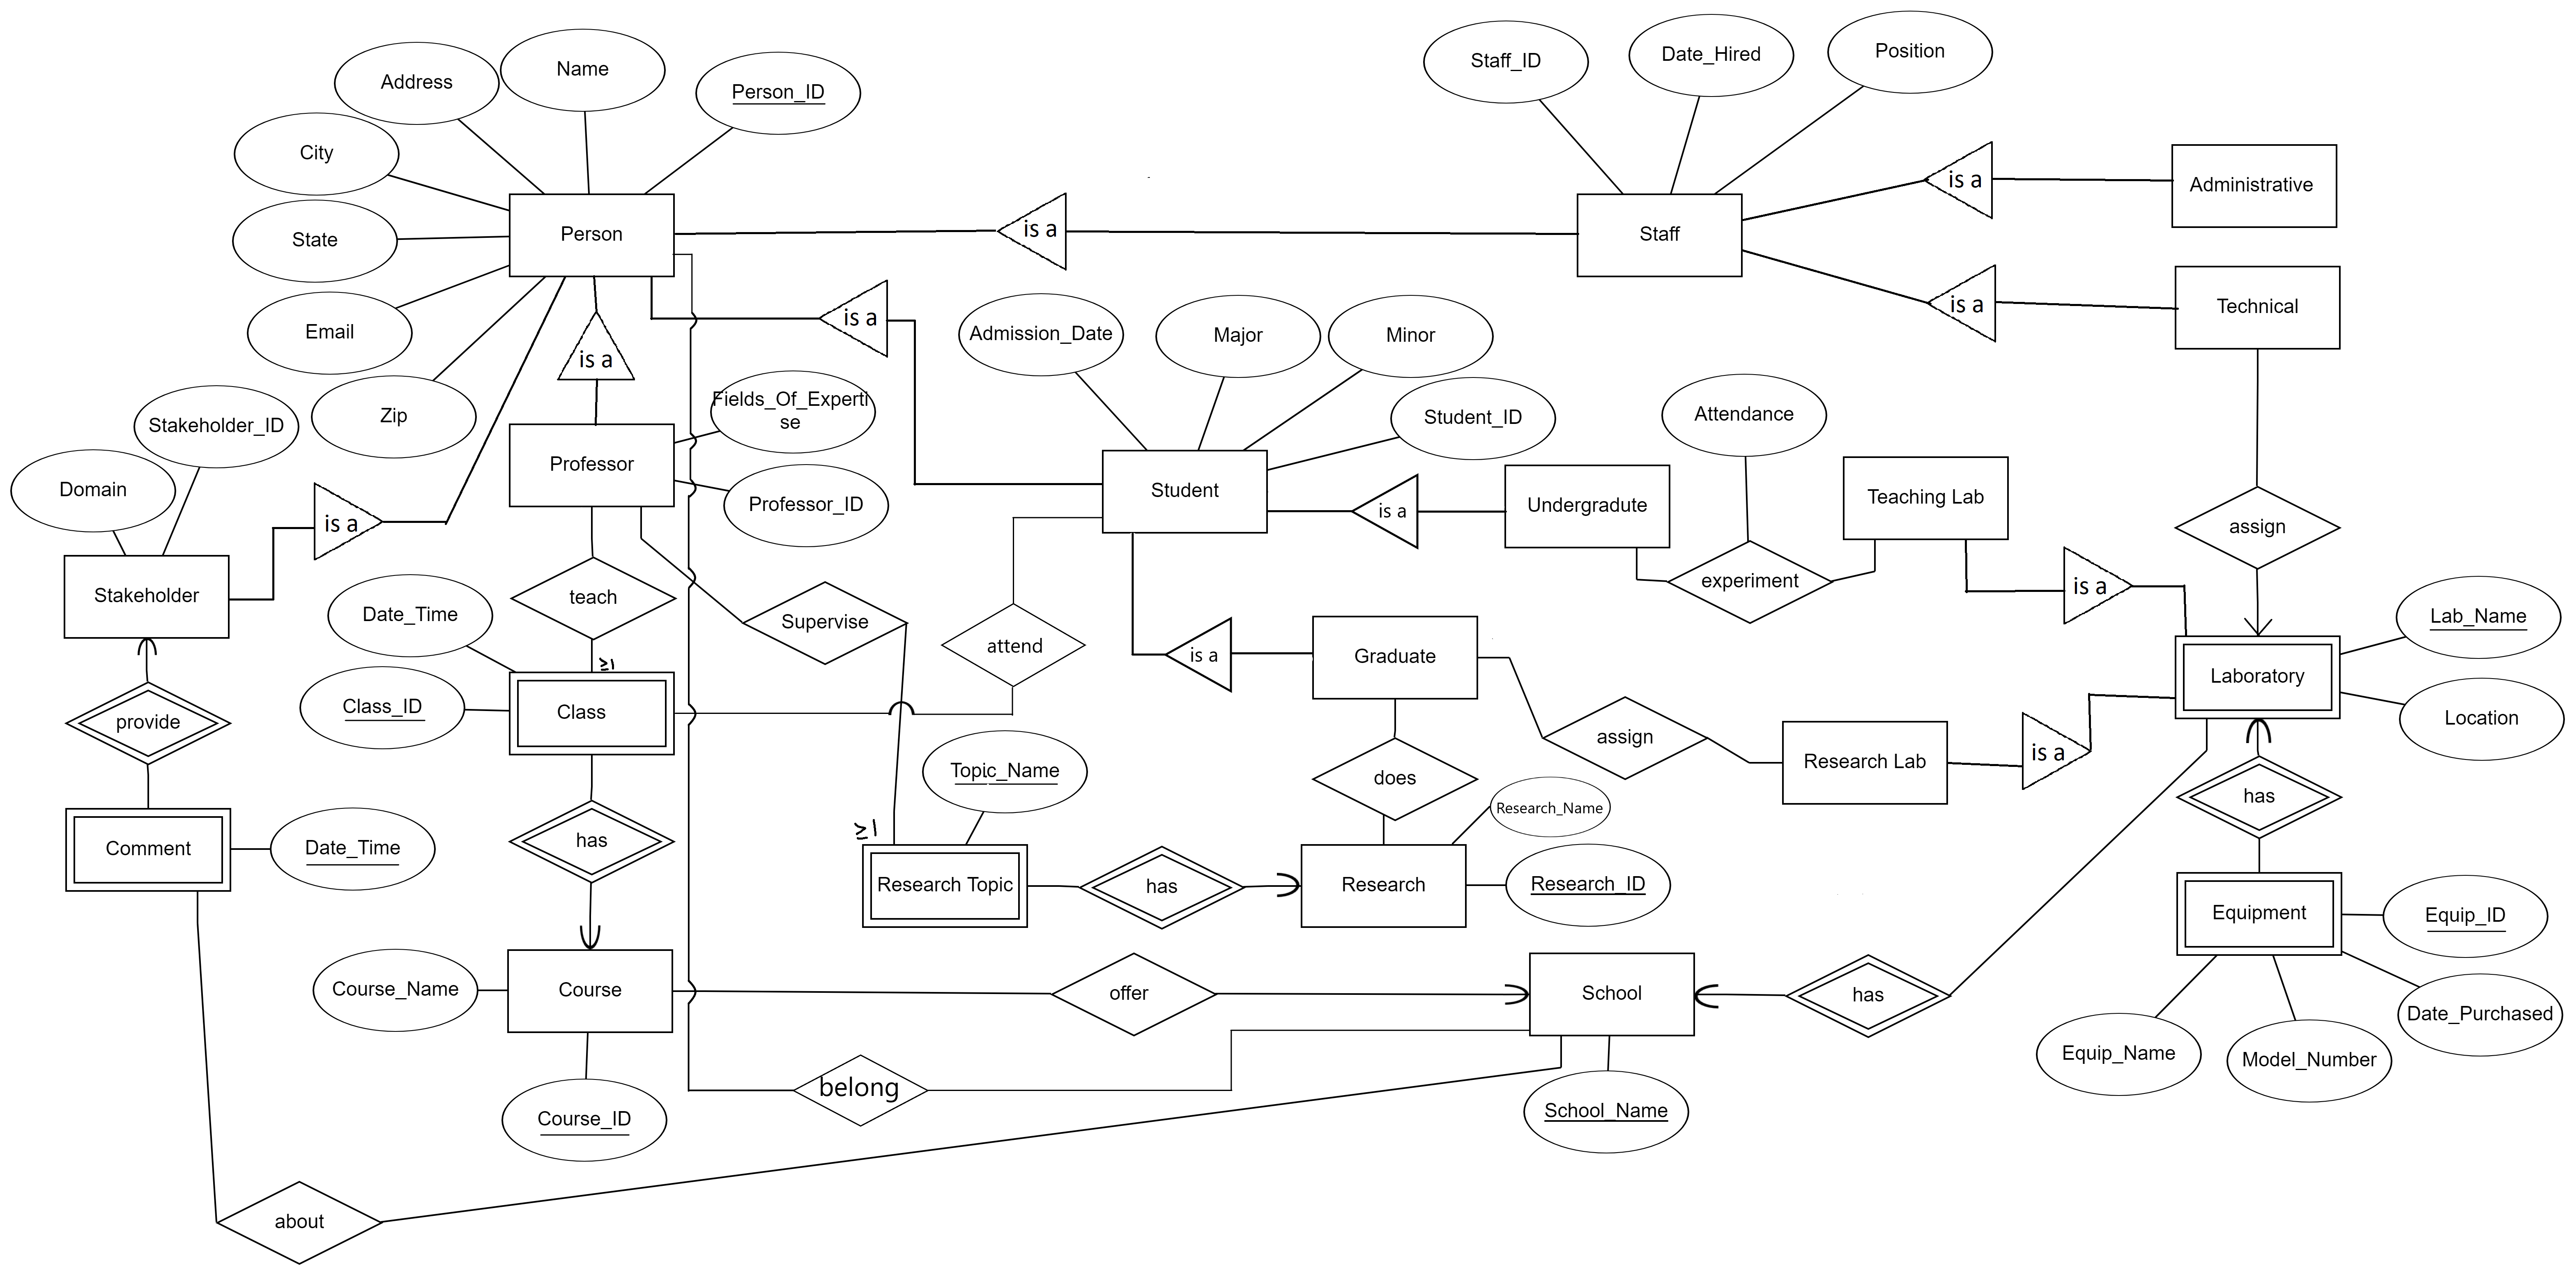 Staff_ID
Date_Hired
Position
Name
Address
Person_ID
City
Administrative
is a
State
Person
is a
Staff
Email
is a
Technical
is a
is a
Admission_Date
Major
Minor
Zip
Fields_Of_Experti
se
Student_ID
Attendance
Stakeholder_ID
Professor
Domain
Professor_ID
Student
is a
Undergradute
Teaching Lab
is a
assign
experiment
is a
Stakeholder
teach
Date_Time
Supervise
attend
is a
Graduate
Lab_Name
≥1
Class_ID
Class
Laboratory
Location
provide
assign
Research Lab
is a
Topic_Name
does
has
Research_Name
≥1
Comment
Date_Time
has
Research Topic
has
Research
Research_ID
Equipment
Equip_ID
Course_Name
Course
offer
School
has
Date_Purchased
Equip_Name
Model_Number
belong
Course_ID
School_Name
about